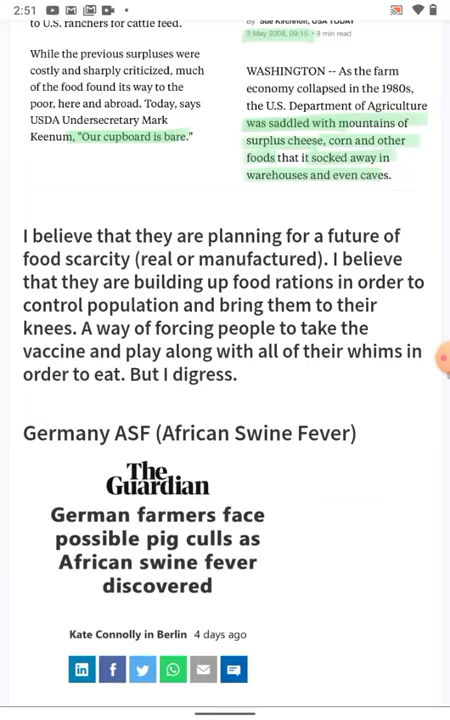 2:51
to U.S. ranchers for cattle feed.
While the previous surpluses were
costly and sharply criticized, much
of the food found its way to the
poor, here and abroad. Today, says
USDA Undersecretary Mark
Keenum, "Our cupboard is bare."
By Sue Kirchhoff, USA TODAY
3 May 2008, 09:15 • 9 min read
WASHINGTON -- As the farm
economy collapsed in the 1980s,
the U.S. Department of Agriculture
was saddled with mountains of
surplus cheese, corn and other
foods that it socked away in
warehouses and even caves.
I believe that they are planning for a future of
food scarcity (real or manufactured). I believe
that they are building up food rations in order to
control population and bring them to their
knees. A way of forcing people to take the
vaccine and play along with all of their whims in
order to eat. But I digress.
Germany ASF (African Swine Fever)
The
Guardian
German farmers face
possible pig culls as
African swine fever
discovered
Kate Connolly in Berlin 4 days ago